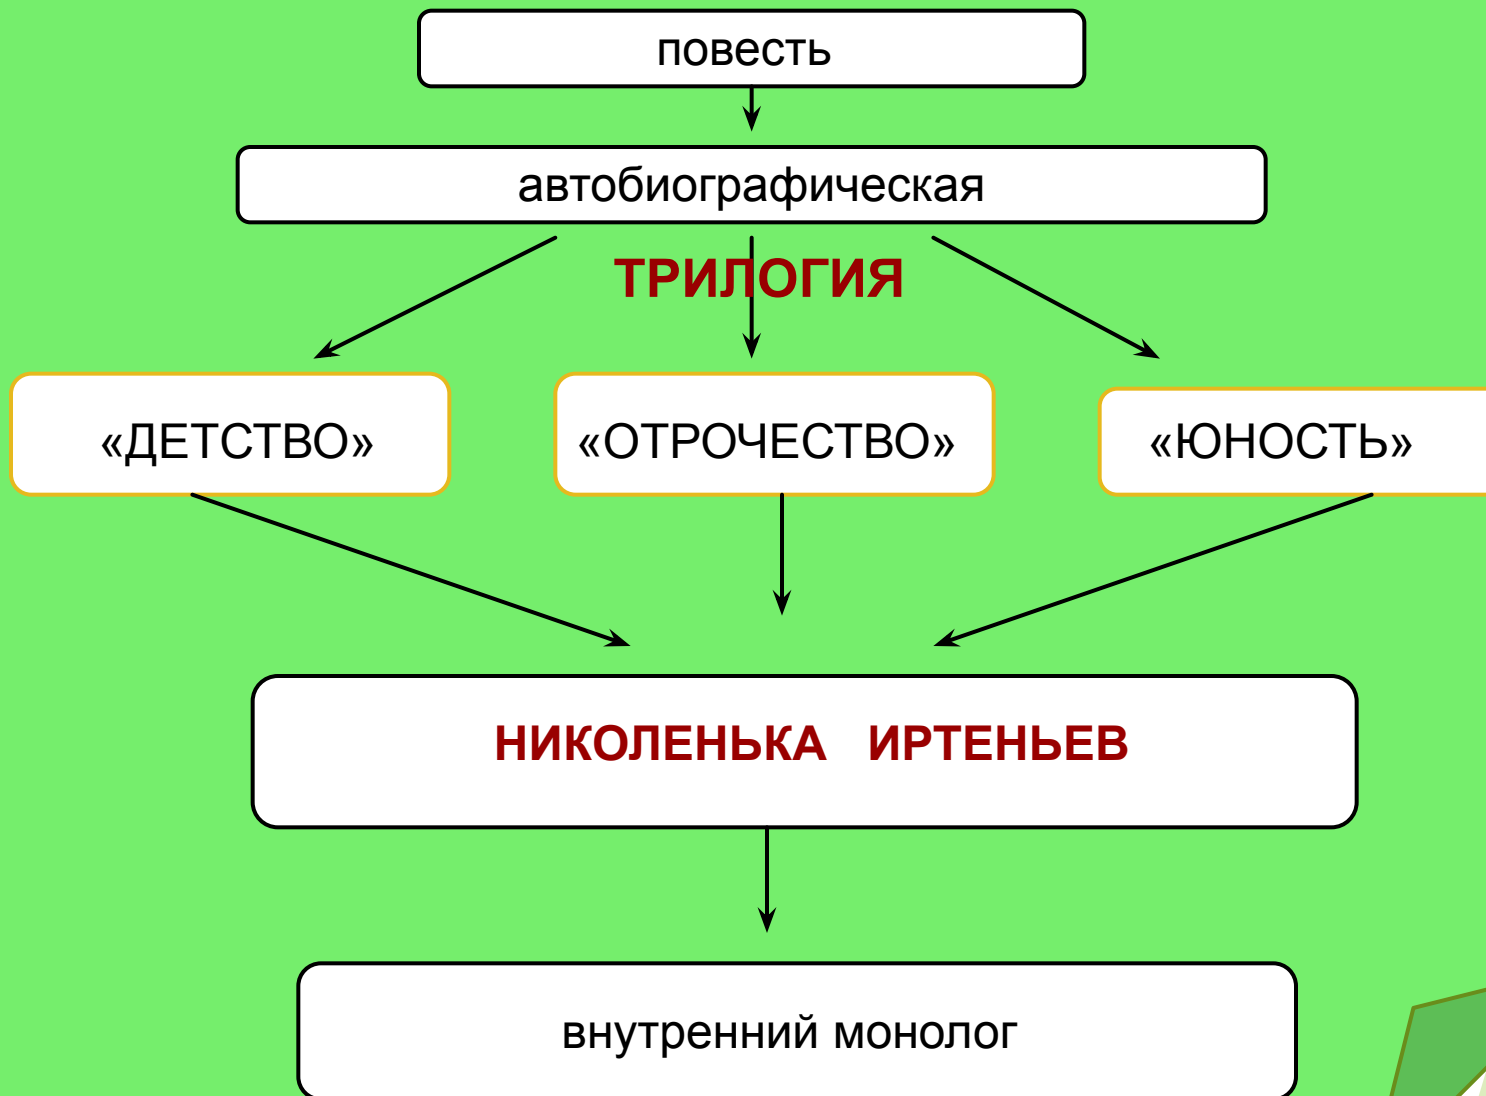 повесть
автобиографическая
ТРИЛОГИЯ
«ДЕТСТВО»
«ОТРОЧЕСТВО»
«ЮНОСТЬ»
НИКОЛЕНЬКА ИРТЕНЬЕВ
внутренний монолог